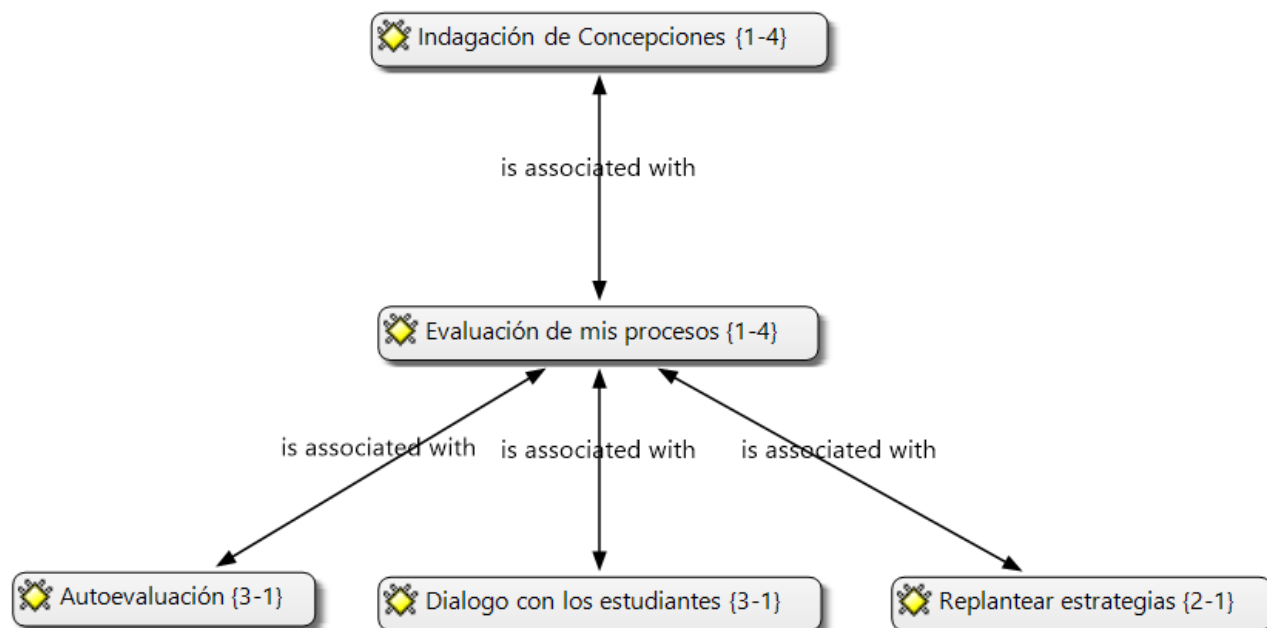 Indagación de Concepciones {1-4}
is associated with
Evaluación de mis procesos {1-4}
is associated with
is associated with
is associated with
Autoevaluación {3-1}
Dialogo con los estudiantes {3-1}
Replantear estrategias {2-1}